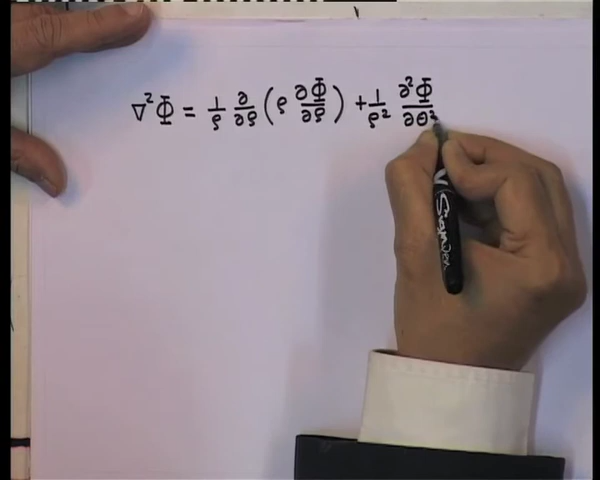 ∇²Φ = 1/ρ ∂/∂ρ (ρ ∂Φ/∂ρ) + 1/ρ² ∂²Φ/∂θ²